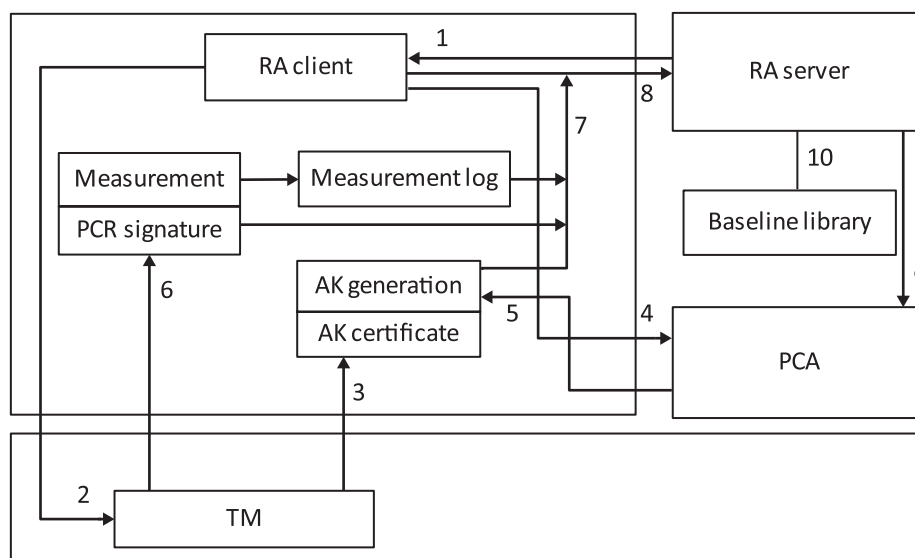 1
RA client
RA server
8
7
10
Measurement
Measurement log
PCR signature
Baseline library
6
AK generation
5
4
AK certificate
PCA
3
2
TM